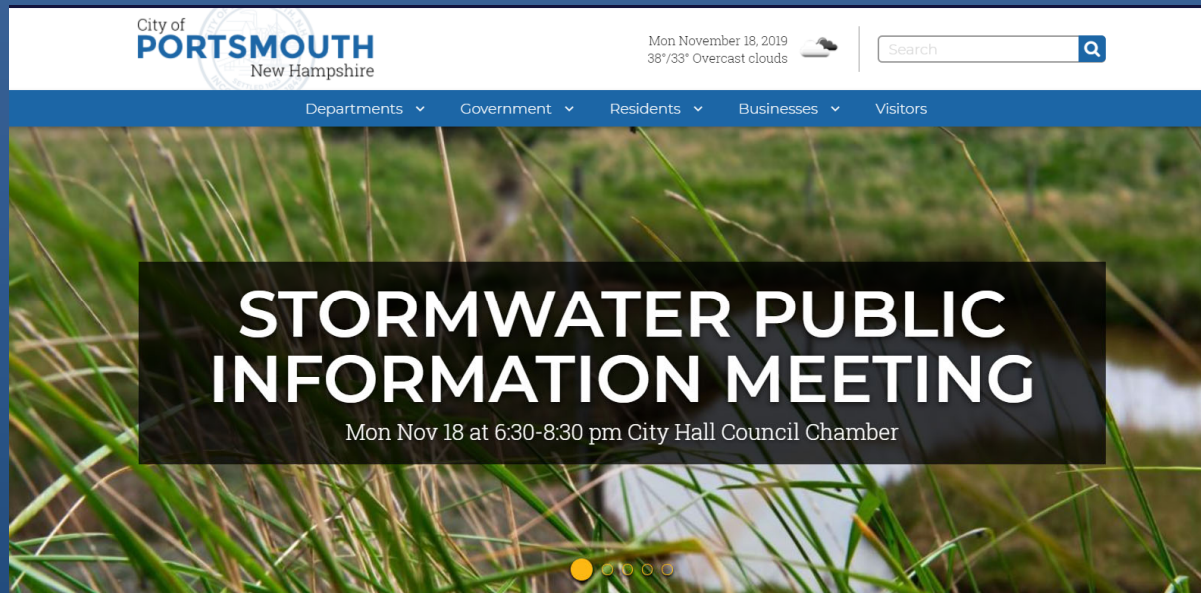 City of
PORTSMOUTH
New Hampshire
Mon November 18, 2019
38°/33° Overcast clouds
Search
Departments
Government
Residents
Businesses
Visitors
STORMWATER PUBLIC
INFORMATION MEETING
Mon Nov 18 at 6:30-8:30 pm City Hall Council Chamber